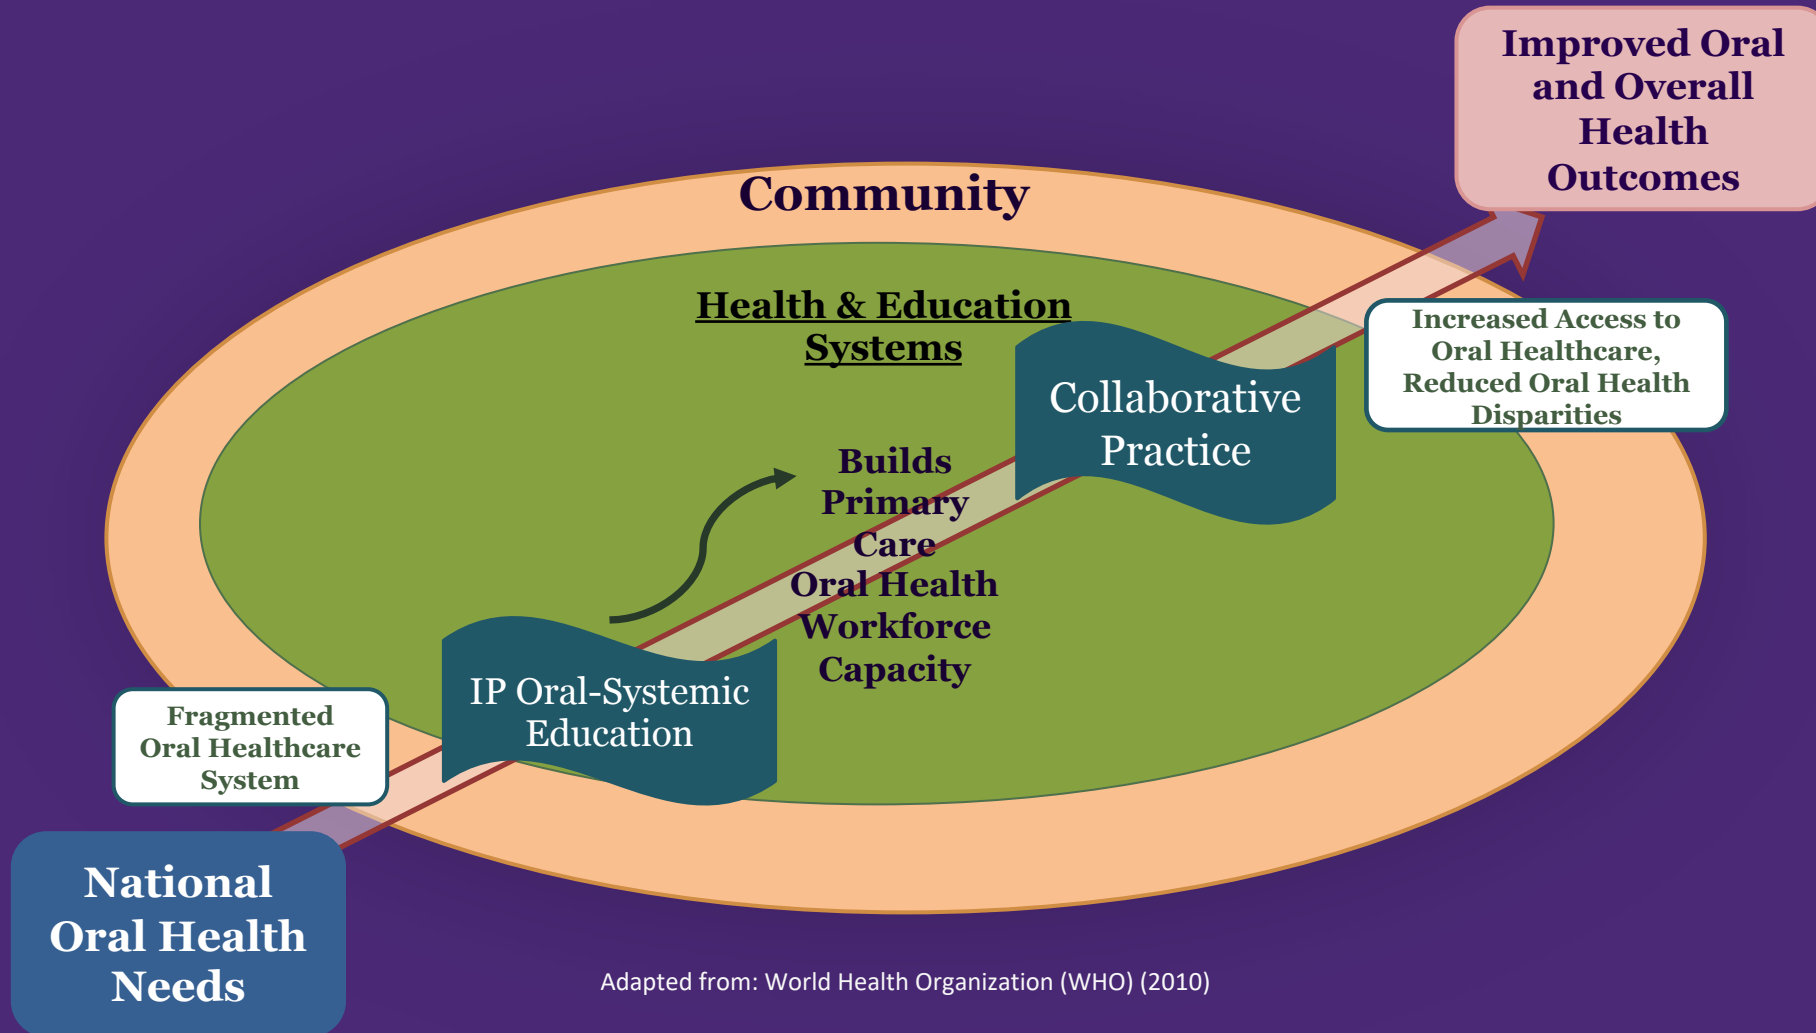 Improved Oral
and Overall
Health
Outcomes
Community
Health & Education
Systems
Increased Access to
Oral Healthcare,
Reduced Oral Health
Disparities
Collaborative
Practice
Builds
Primary
Care
Oral Health
Workforce
Capacity
IP Oral-Systemic
Education
Fragmented
Oral Healthcare
System
National
Oral Health
Needs
Adapted from: World Health Organization (WHO) (2010)